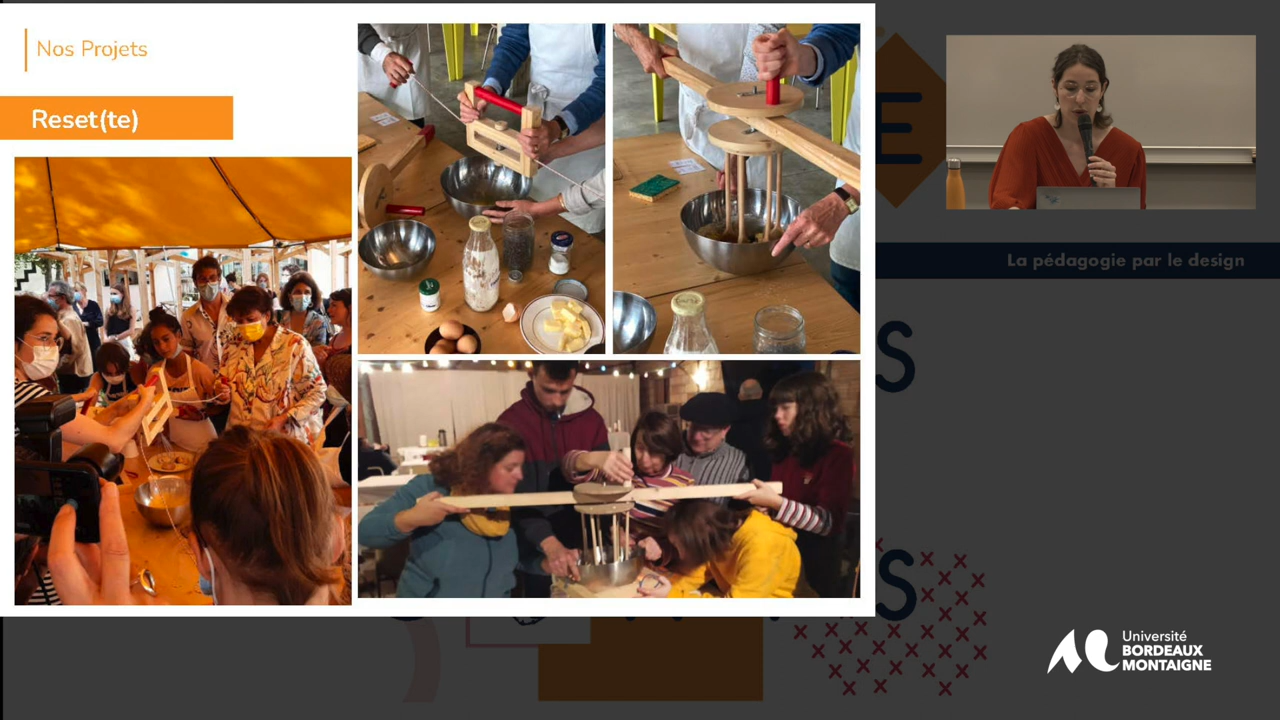 Nos Projets
Reset(te)
La pédagogie par le design
Université
BORDEAUX
MONTAIGNE